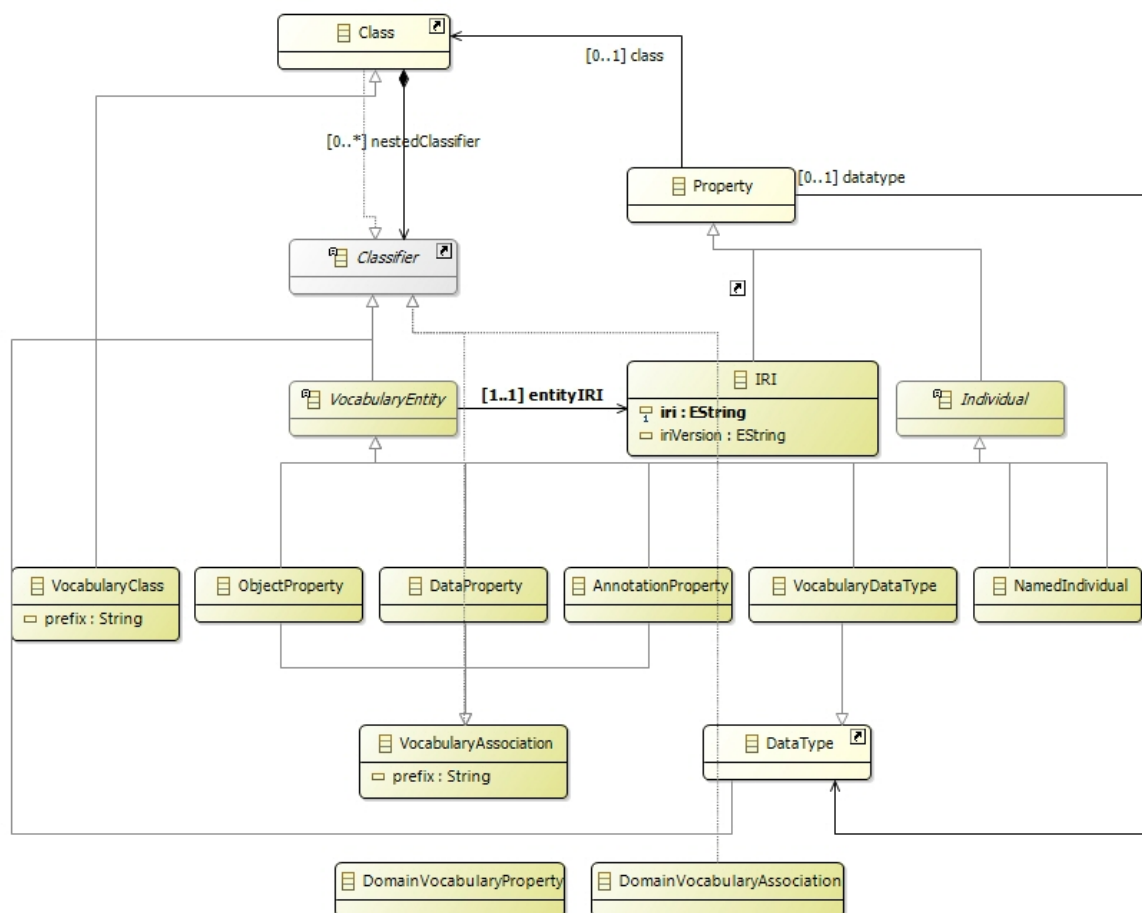 Class
[0..1] class
[0..*] nestedClassifier
Property
[0..1] datatype
Classifier
IRI
VocabularyEntity
[1..1] entityIRI
Individual
iri : EString
iriVersion : EString
VocabularyClass
ObjectProperty
DataProperty
AnnotationProperty
VocabularyDataType
NamedIndividual
prefix : String
VocabularyAssociation
DataType
prefix : String
DomainVocabularyProperty
DomainVocabularyAssociation